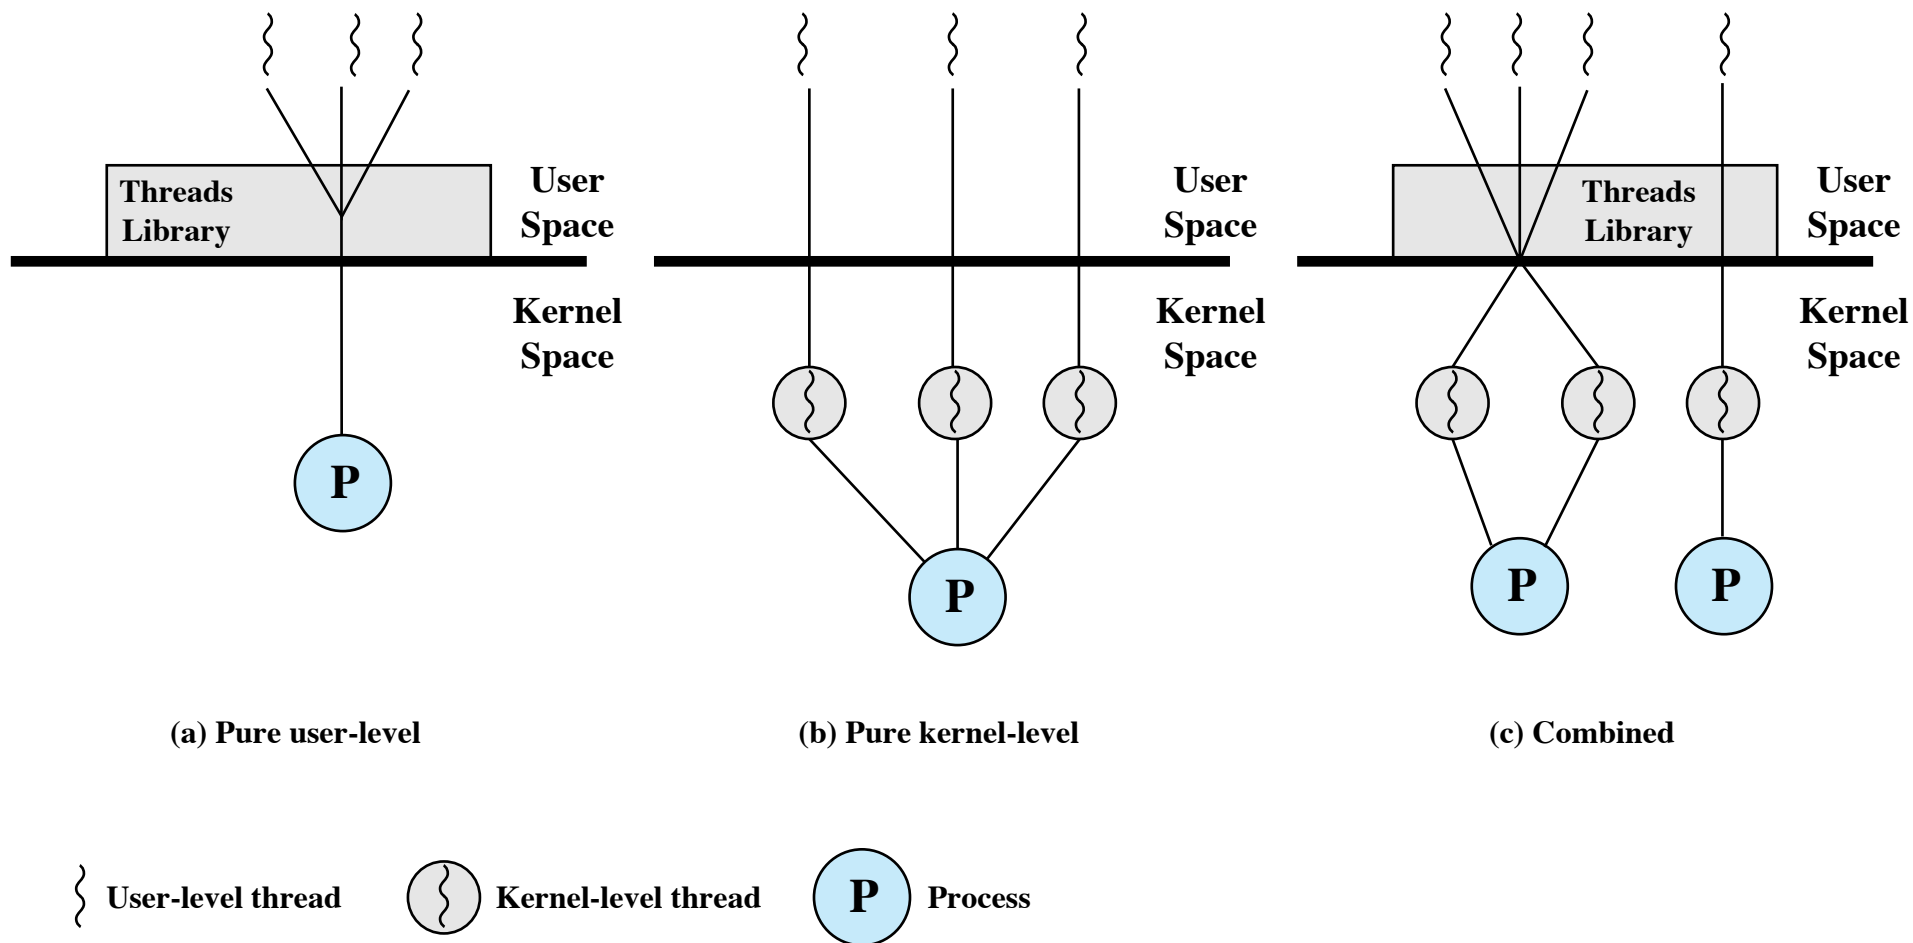 Threads
Library
User
Space
Kernel
Space
P
(a) Pure user-level
User
Space
Kernel
Space
P
(b) Pure kernel-level
Threads
Library
User
Space
Kernel
Space
P
P
(c) Combined
User-level thread
Kernel-level thread
P
Process